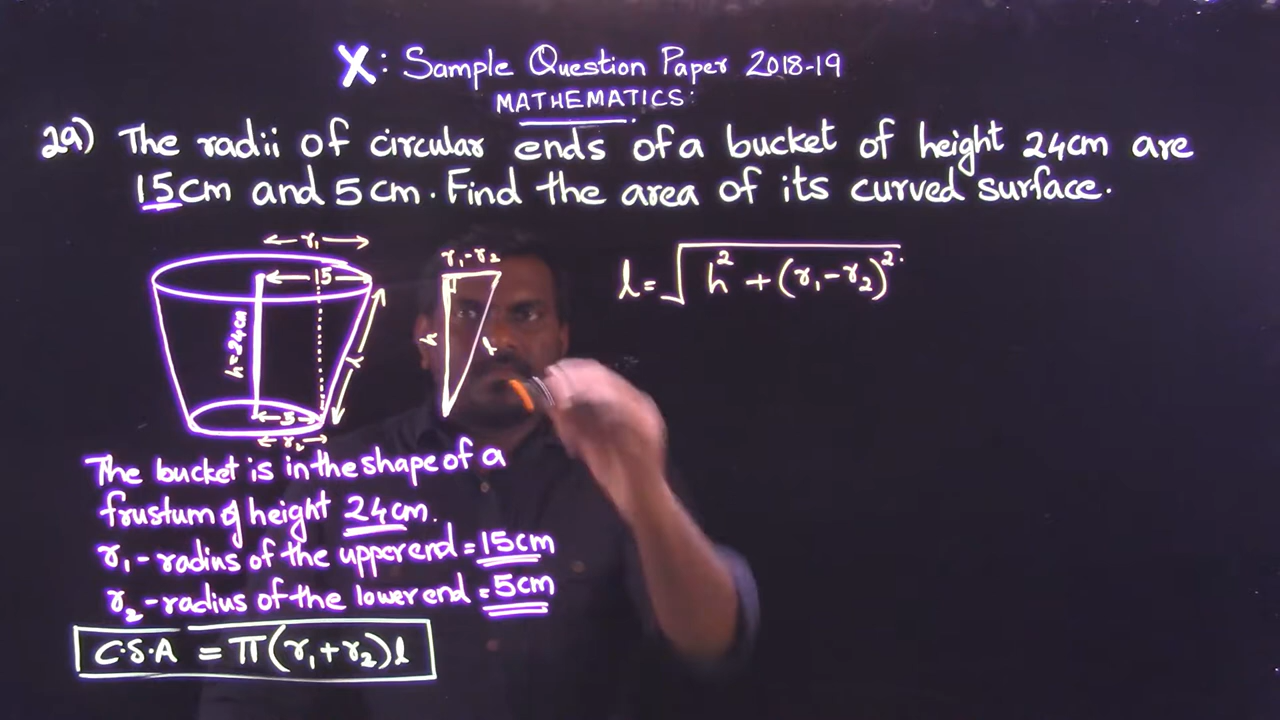 X: Sample Question Paper 2018-19
MATHEMATICS:
29) The radii of circular ends of a bucket of height 24cm are
15cm and 5cm. Find the area of its curved surface.
r₁
15
h=24cm
l
5
r₂
r₁-r₂
h
l
l = √h² + (r₁-r₂)²
The bucket is in the shape of a
frustum of height 24cm.
r₁ - radius of the upper end = 15cm
r₂ - radius of the lower end = 5cm
C.S.A = π(r₁+r₂)l